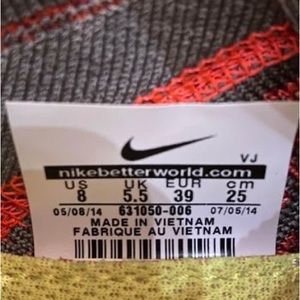 VJ
nikebetterworld.com
US UK EUR cm
8 5.5 39 25
05/08/14 631050-006 07/05/14
MADE IN VIETNAM
FABRIQUE AU VIETNAM